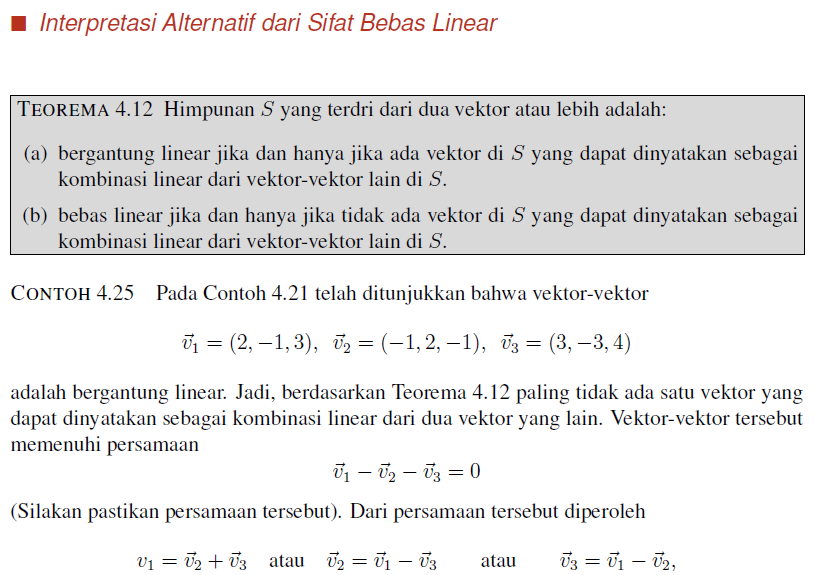 ■ Interpretasi Alternatif dari Sifat Bebas Linear
TEOREMA 4.12 Himpunan S yang terdri dari dua vektor atau lebih adalah:
(a) bergantung linear jika dan hanya jika ada vektor di S yang dapat dinyatakan sebagai
kombinasi linear dari vektor-vektor lain di S.
(b) bebas linear jika dan hanya jika tidak ada vektor di S yang dapat dinyatakan sebagai
kombinasi linear dari vektor-vektor lain di S.
CONTOH 4.25 Pada Contoh 4.21 telah ditunjukkan bahwa vektor-vektor
v⃗₁ = (2, −1, 3), v⃗₂ = (−1, 2, −1), v⃗₃ = (3, −3, 4)
adalah bergantung linear. Jadi, berdasarkan Teorema 4.12 paling tidak ada satu vektor yang
dapat dinyatakan sebagai kombinasi linear dari dua vektor yang lain. Vektor-vektor tersebut
memenuhi persamaan
v⃗₁ − v⃗₂ − v⃗₃ = 0
(Silakan pastikan persamaan tersebut). Dari persamaan tersebut diperoleh
v₁ = v⃗₂ + v⃗₃ atau v⃗₂ = v⃗₁ − v⃗₃ atau v⃗₃ = v⃗₁ − v⃗₂,